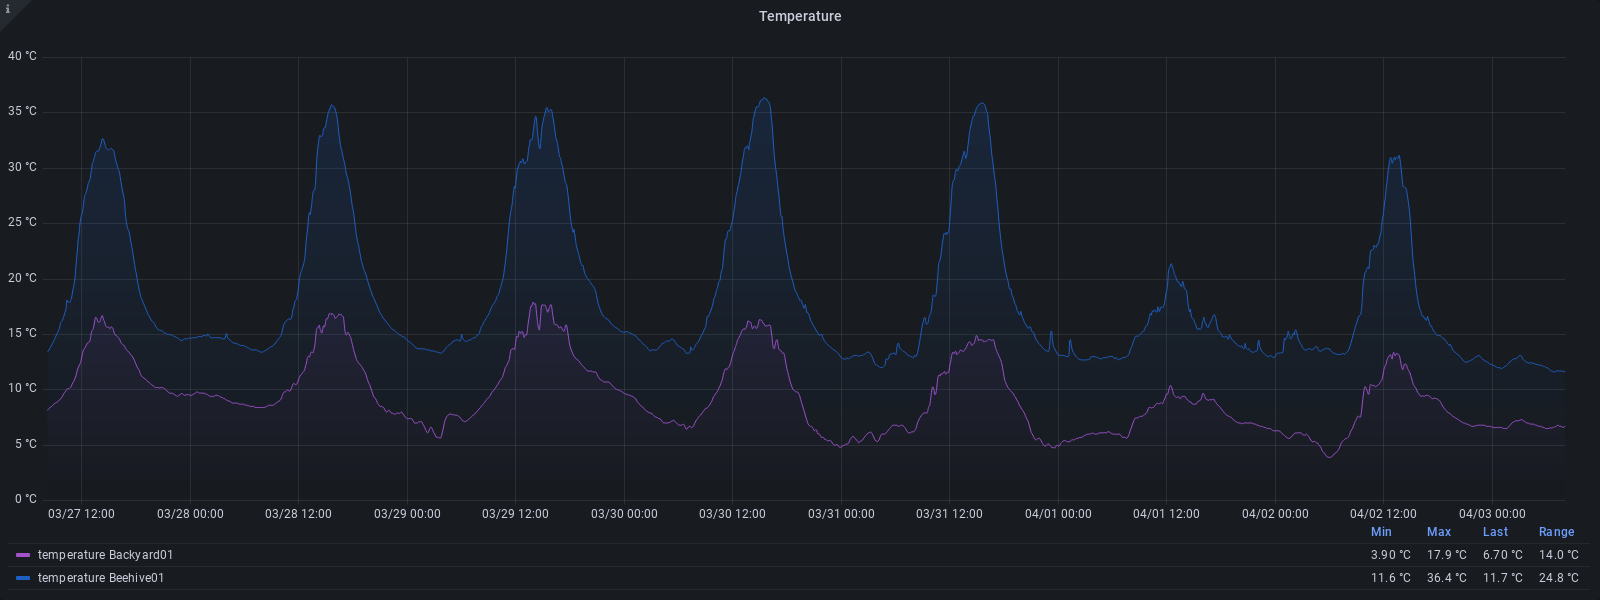 i
Temperature
40 °C
35 °C
30 °C
25 °C
20 °C
15 °C
10 °C
5 °C
0 °C
03/27 12:00 03/28 00:00 03/28 12:00 03/29 00:00 03/29 12:00 03/30 00:00 03/30 12:00 03/31 00:00 03/31 12:00 04/01 00:00 04/01 12:00 04/02 00:00 04/02 12:00 04/03 00:00
Min Max Last Range
temperature Backyard01 3.90 °C 17.9 °C 6.70 °C 14.0 °C
temperature Beehive01 11.6 °C 36.4 °C 11.7 °C 24.8 °C